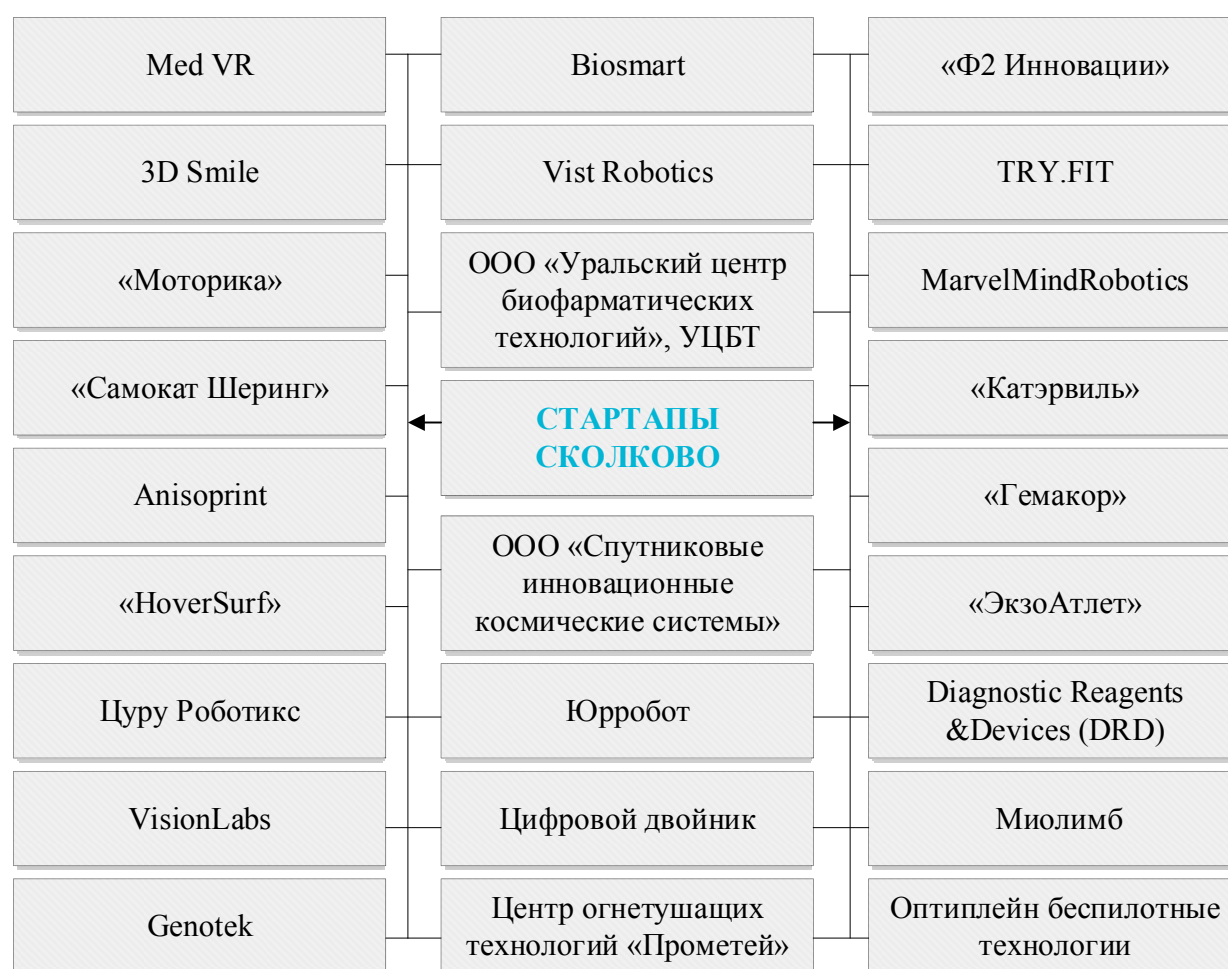 Med VR
Biosmart
«Ф2 Инновации»
3D Smile
Vist Robotics
TRY.FIT
«Моторика»
ООО «Уральский центр
биофарматических
технологий», УЦБТ
MarvelMindRobotics
«Самокат Шеринг»
СТАРТАПЫ
СКОЛКОВО
«Катэрвиль»
Anisoprint
«Гемакор»
«HoverSurf»
ООО «Спутниковые
инновационные
космические системы»
«ЭкзоАтлет»
Цуру Роботикс
Юрробот
Diagnostic Reagents
&Devices (DRD)
VisionLabs
Цифровой двойник
Миолимб
Genotek
Центр огнетушащих
технологий «Прометей»
Оптиплейн беспилотные
технологии